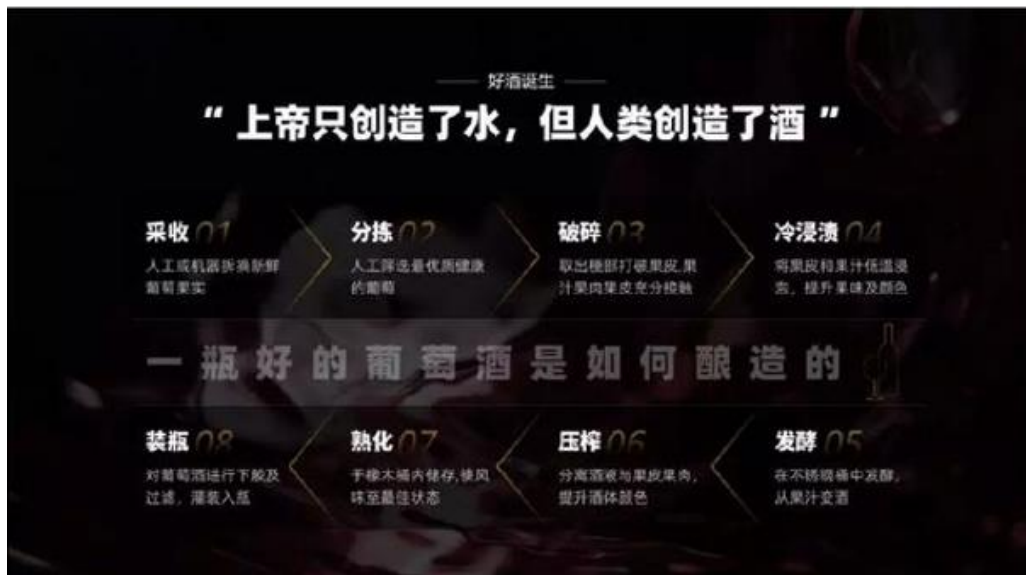 好酒诞生
“ 上帝只创造了水，但人类创造了酒 ”
采收 01
人工或机器拆摘新鲜
葡萄果实
分拣 02
人工筛选最优质健康
的葡萄
破碎 03
取出梗部打破果皮,果
汁果肉果皮充分接触
冷浸渍 04
将果皮和果汁低温浸
泡，提升果味及颜色
一瓶好的葡萄酒是如何酿造的
装瓶 08
对葡萄酒进行下胶及
过滤，灌装入瓶
熟化 07
于橡木桶内储存,使风
味至最佳状态
压榨 06
分离酒液与果皮果肉，
提升酒体颜色
发酵 05
在不锈钢桶中发酵，
从果汁变酒